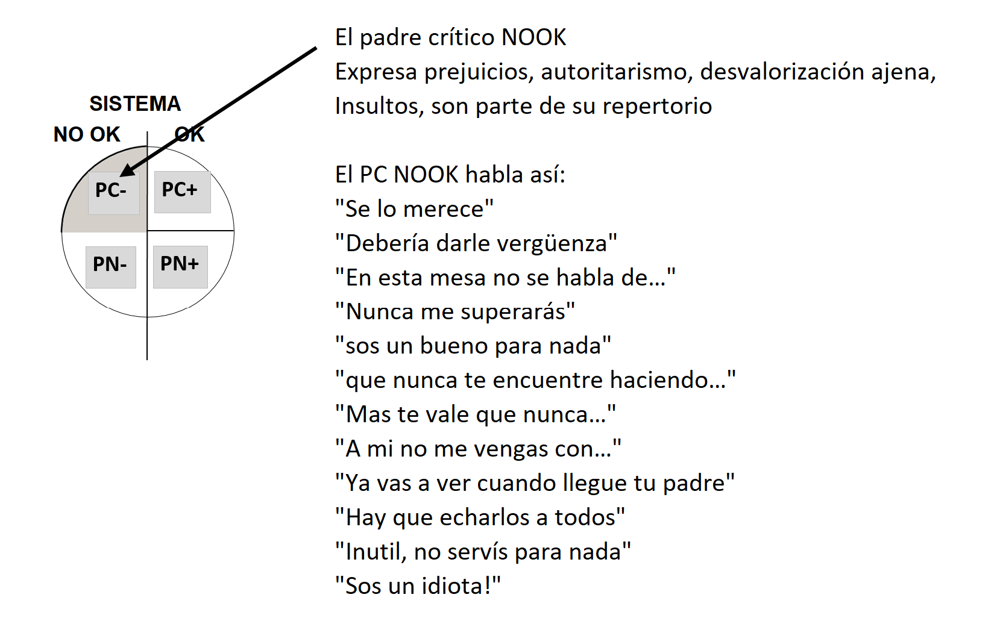 El padre crítico NOOK
Expresa prejuicios, autoritarismo, desvalorización ajena,
Insultos, son parte de su repertorio
SISTEMA
NO OK OK
PC- PC+
PN- PN+
El PC NOOK habla así:
"Se lo merece"
"Debería darle vergüenza"
"En esta mesa no se habla de..."
"Nunca me superarás"
"sos un bueno para nada"
"que nunca te encuentre haciendo..."
"Mas te vale que nunca..."
"A mi no me vengas con..."
"Ya vas a ver cuando llegue tu padre"
"Hay que echarlos a todos"
"Inutil, no servís para nada"
"Sos un idiota!"